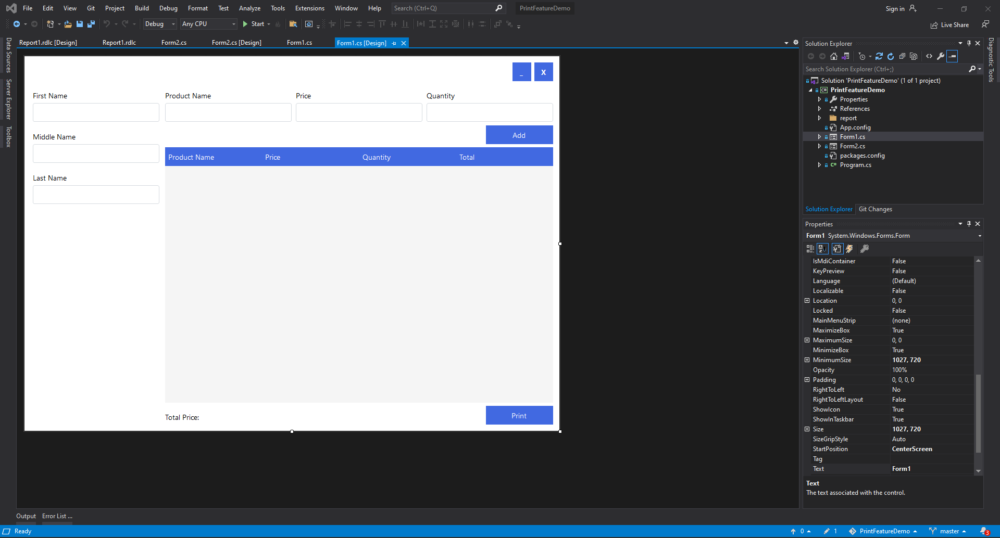 File Edit View Git Project Build Debug Format Test Analyze Tools Extensions Window Help Search (Ctrl+Q) PrintFeatureDemo Sign in
Debug Any CPU Start Live Share
Report1.rdlc [Design] Report1.rdlc Form2.cs Form2.cs [Design] Form1.cs Form1.cs [Design]
Data Sources
Server Explorer
Toolbox
_ X
First Name Product Name Price Quantity
Middle Name
Add
Product Name Price Quantity Total
Last Name
Total Price:
Print
Solution Explorer
Search Solution Explorer (Ctrl+;)
Solution 'PrintFeatureDemo' (1 of 1 project)
C# PrintFeatureDemo
Properties
References
report
App.config
Form1.cs
Form2.cs
packages.config
C# Program.cs
Solution Explorer Git Changes
Diagnostic Tools
Properties
Form1 System.Windows.Forms.Form
IsMdiContainer False
KeyPreview False
Language (Default)
Localizable False
Location 0, 0
Locked False
MainMenuStrip (none)
MaximizeBox True
MaximumSize 0, 0
MinimizeBox True
MinimumSize 1027, 720
Opacity 100%
Padding 0, 0, 0, 0
RightToLeft No
RightToLeftLayout False
ShowIcon True
ShowInTaskbar True
Size 1027, 720
SizeGripStyle Auto
StartPosition CenterScreen
Tag
Text Form1
Text
The text associated with the control.
Output Error List ...
Ready 0 1 PrintFeatureDemo master 3